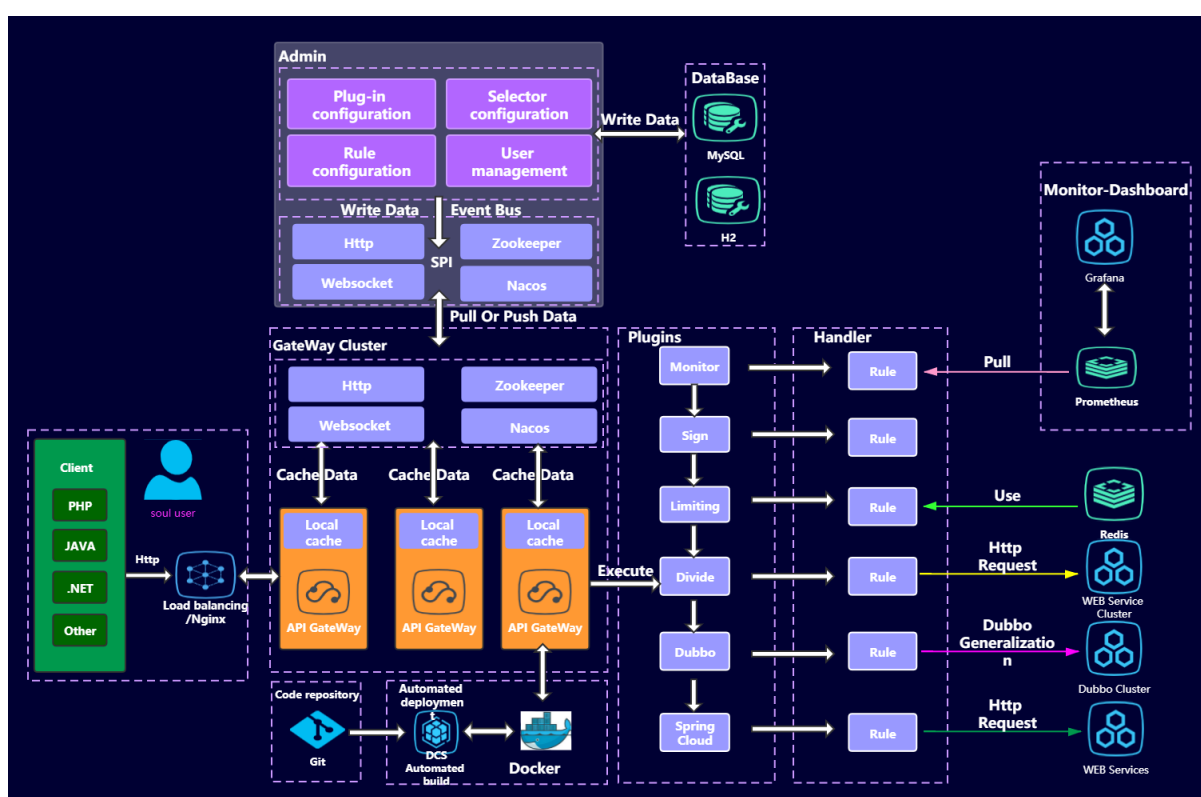 Admin
Plug-in
configuration
Selector
configuration
Rule
configuration
User
management
Write Data
DataBase
MySQL
H2
Write Data
Event Bus
Http
Zookeeper
SPI
Websocket
Nacos
Pull Or Push Data
Monitor-Dashboard
Grafana
Prometheus
Pull
GateWay Cluster
Http
Zookeeper
Websocket
Nacos
Cache Data
Cache Data
Cache Data
Local
cache
Local
cache
Local
cache
API GateWay
API GateWay
API GateWay
Execute
Client
PHP
JAVA
.NET
Other
soul user
Http
Load balancing
/Nginx
Plugins
Monitor
Sign
Limiting
Divide
Dubbo
Spring
Cloud
Handler
Rule
Rule
Rule
Rule
Rule
Rule
Use
Redis
Http
Request
WEB Service
Cluster
Dubbo
Generalizatio
n
Dubbo Cluster
Http
Request
WEB Services
Code repository
Git
Automated
deploymen
t
DCS
Automated
build
Docker